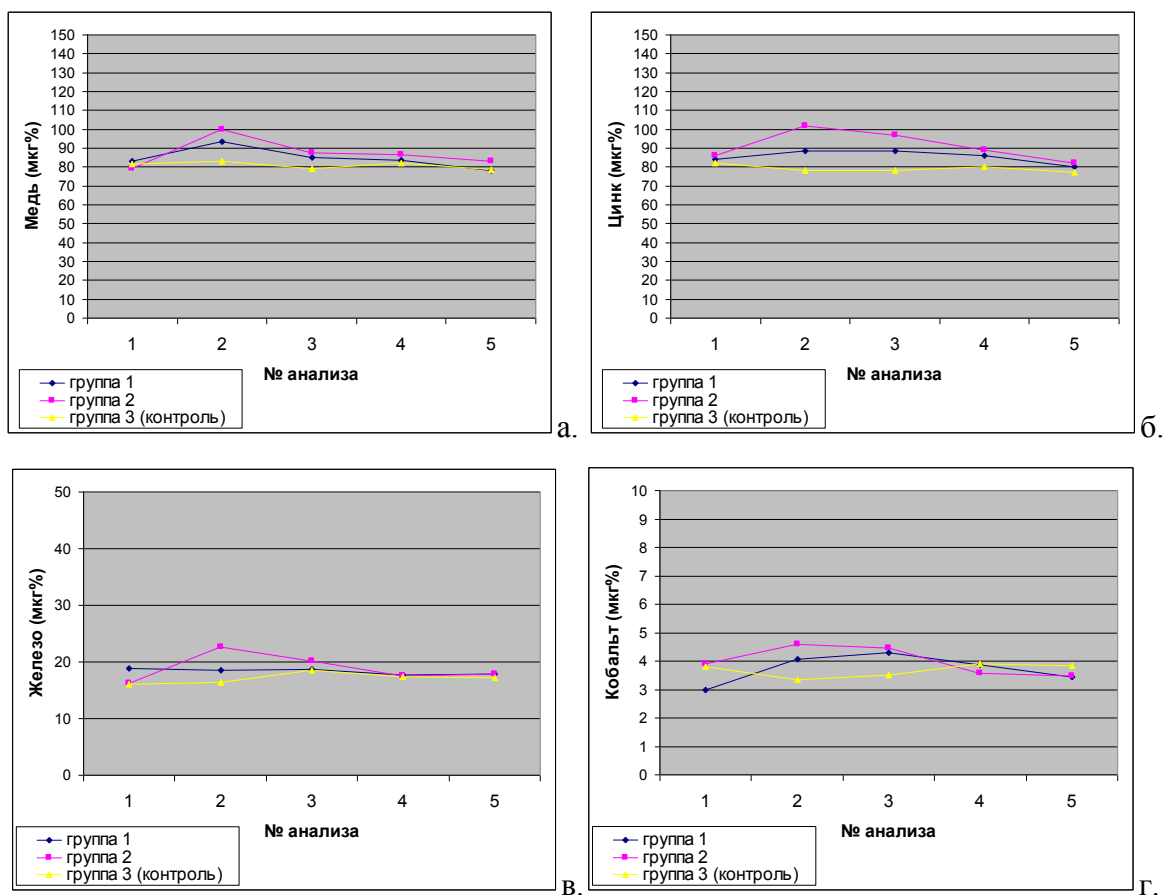 Медь (мкг%)
150
140
130
120
110
100
90
80
70
60
50
40
30
20
10
0
1 2 3 4 5
№ анализа
группа 1
группа 2
группа 3 (контроль)
а.
Цинк (мкг%)
150
140
130
120
110
100
90
80
70
60
50
40
30
20
10
0
1 2 3 4 5
№ анализа
группа 1
группа 2
группа 3 (контроль)
б.
Железо (мкг%)
50
40
30
20
10
0
1 2 3 4 5
№ анализа
группа 1
группа 2
группа 3 (контроль)
в.
Кобальт (мкг%)
10
9
8
7
6
5
4
3
2
1
0
1 2 3 4 5
№ анализа
группа 1
группа 2
группа 3 (контроль)
г.